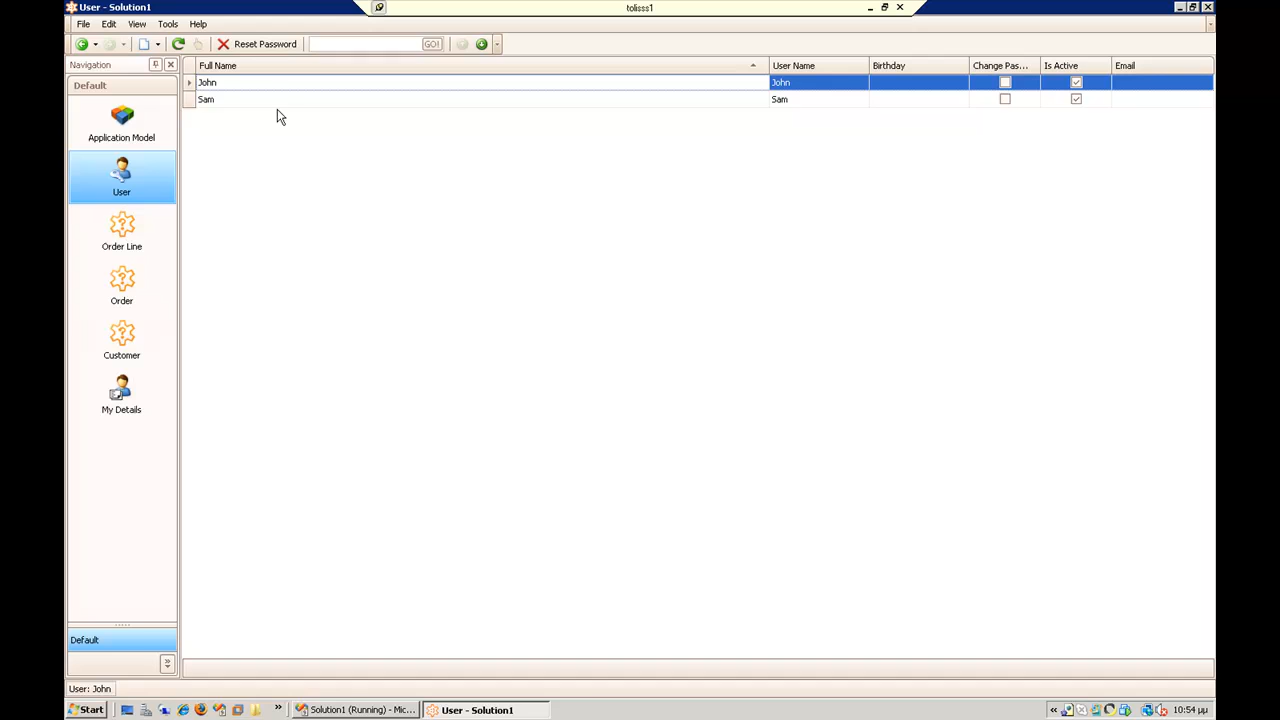 User - Solution1
tolisss1
File Edit View Tools Help
Reset Password GO!
Navigation
Default
Application Model
User
Order Line
Order
Customer
My Details
Default
Full Name User Name Birthday Change Pas... Is Active Email
John John
Sam Sam
User: John
Start Solution1 (Running) - Mic... User - Solution1 10:54 μμ